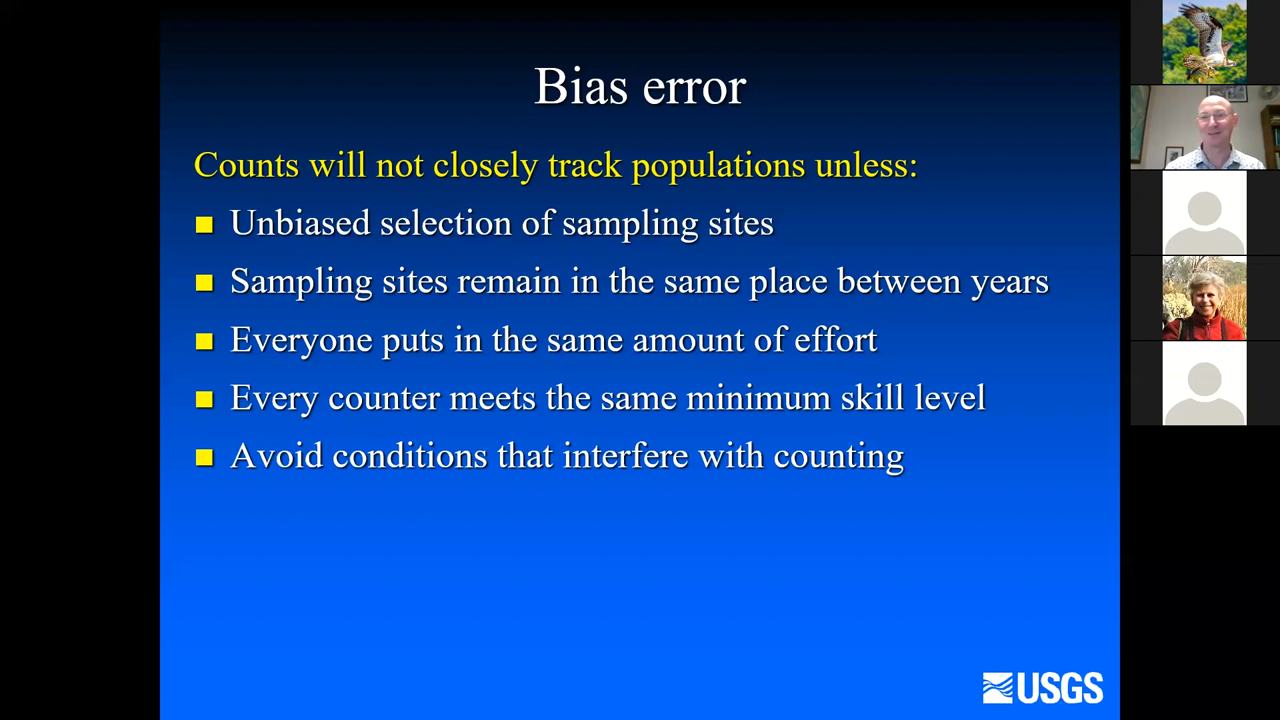 Bias error
Counts will not closely track populations unless:
Unbiased selection of sampling sites
Sampling sites remain in the same place between years
Everyone puts in the same amount of effort
Every counter meets the same minimum skill level
Avoid conditions that interfere with counting
USGS